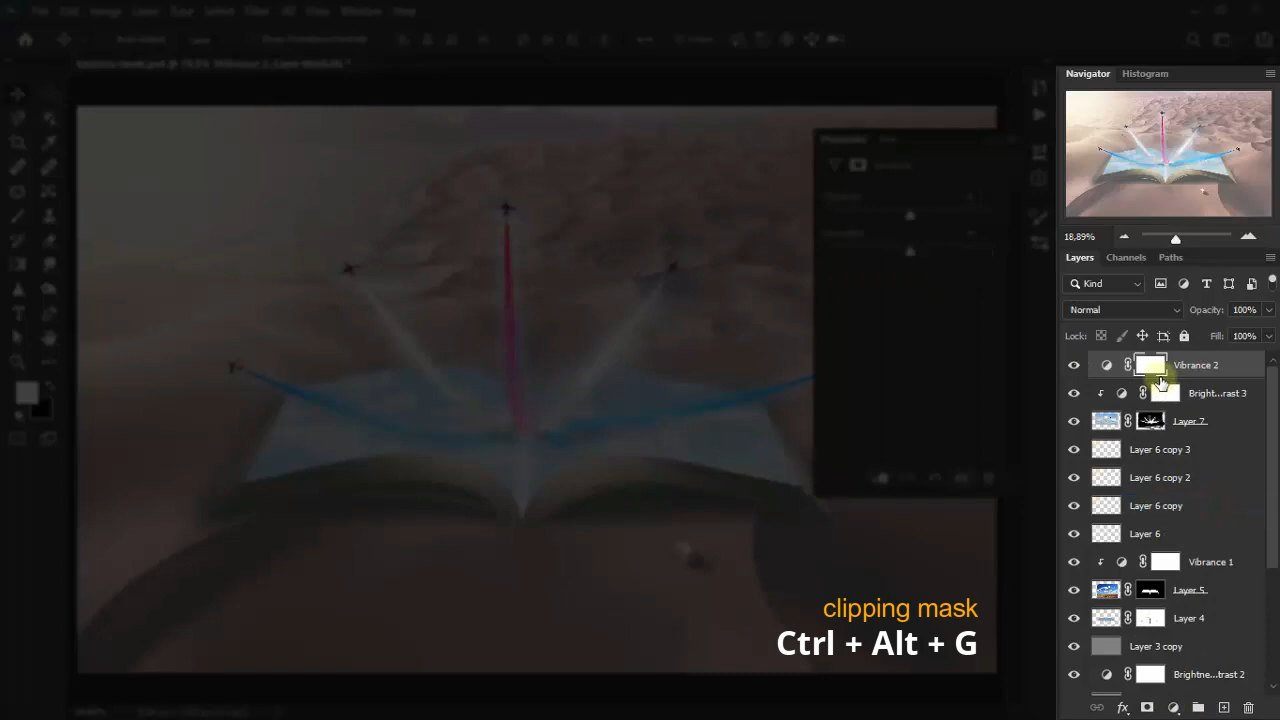 Navigator Histogram
18,89%
Layers Channels Paths
Kind
Normal Opacity: 100%
Lock: Fill: 100%
Vibrance 2
Bright...rast 3
Layer 7
Layer 6 copy 3
Layer 6 copy 2
Layer 6 copy
Layer 6
Vibrance 1
Layer 5
Layer 4
Layer 3 copy
Brightne...trast 2
clipping mask
Ctrl + Alt + G